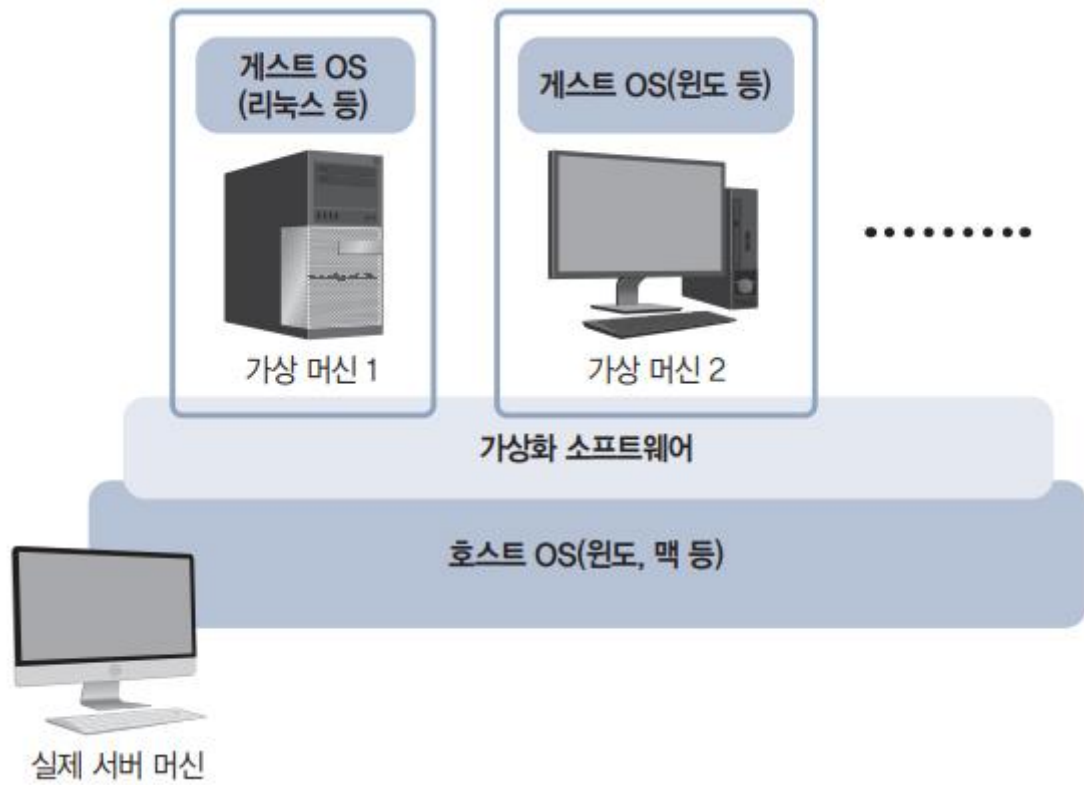 게스트 OS
(리눅스 등)
게스트 OS(윈도 등)
가상 머신 1
가상 머신 2
가상화 소프트웨어
호스트 OS(윈도, 맥 등)
실제 서버 머신